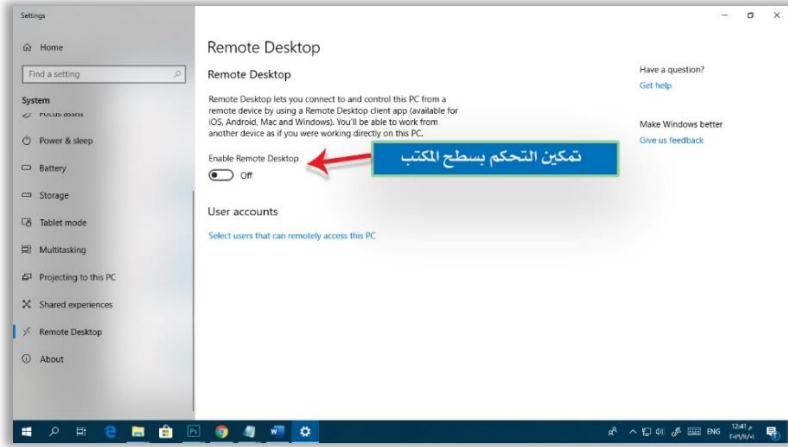 Settings
Home
Find a setting
System
Focus assist
Power & sleep
Battery
Storage
Tablet mode
Multitasking
Projecting to this PC
Shared experiences
Remote Desktop
About
Remote Desktop
Remote Desktop
Remote Desktop lets you connect to and control this PC from a
remote device by using a Remote Desktop client app (available for
iOS, Android, Mac and Windows). You'll be able to work from
another device as if you were working directly on this PC.
Enable Remote Desktop
Off
تمكين التحكم بسطح المكتب
User accounts
Select users that can remotely access this PC
Have a question?
Get help
Make Windows better
Give us feedback
Ps
ENG
12:41 م